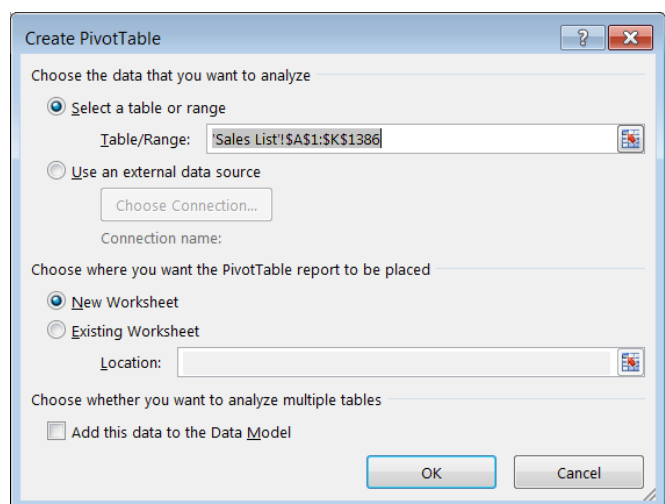 Create PivotTable
?
Choose the data that you want to analyze
Select a table or range
Table/Range: 'Sales List'!$A$1:$K$1386
Use an external data source
Choose Connection...
Connection name:
Choose where you want the PivotTable report to be placed
New Worksheet
Existing Worksheet
Location:
Choose whether you want to analyze multiple tables
Add this data to the Data Model
OK Cancel